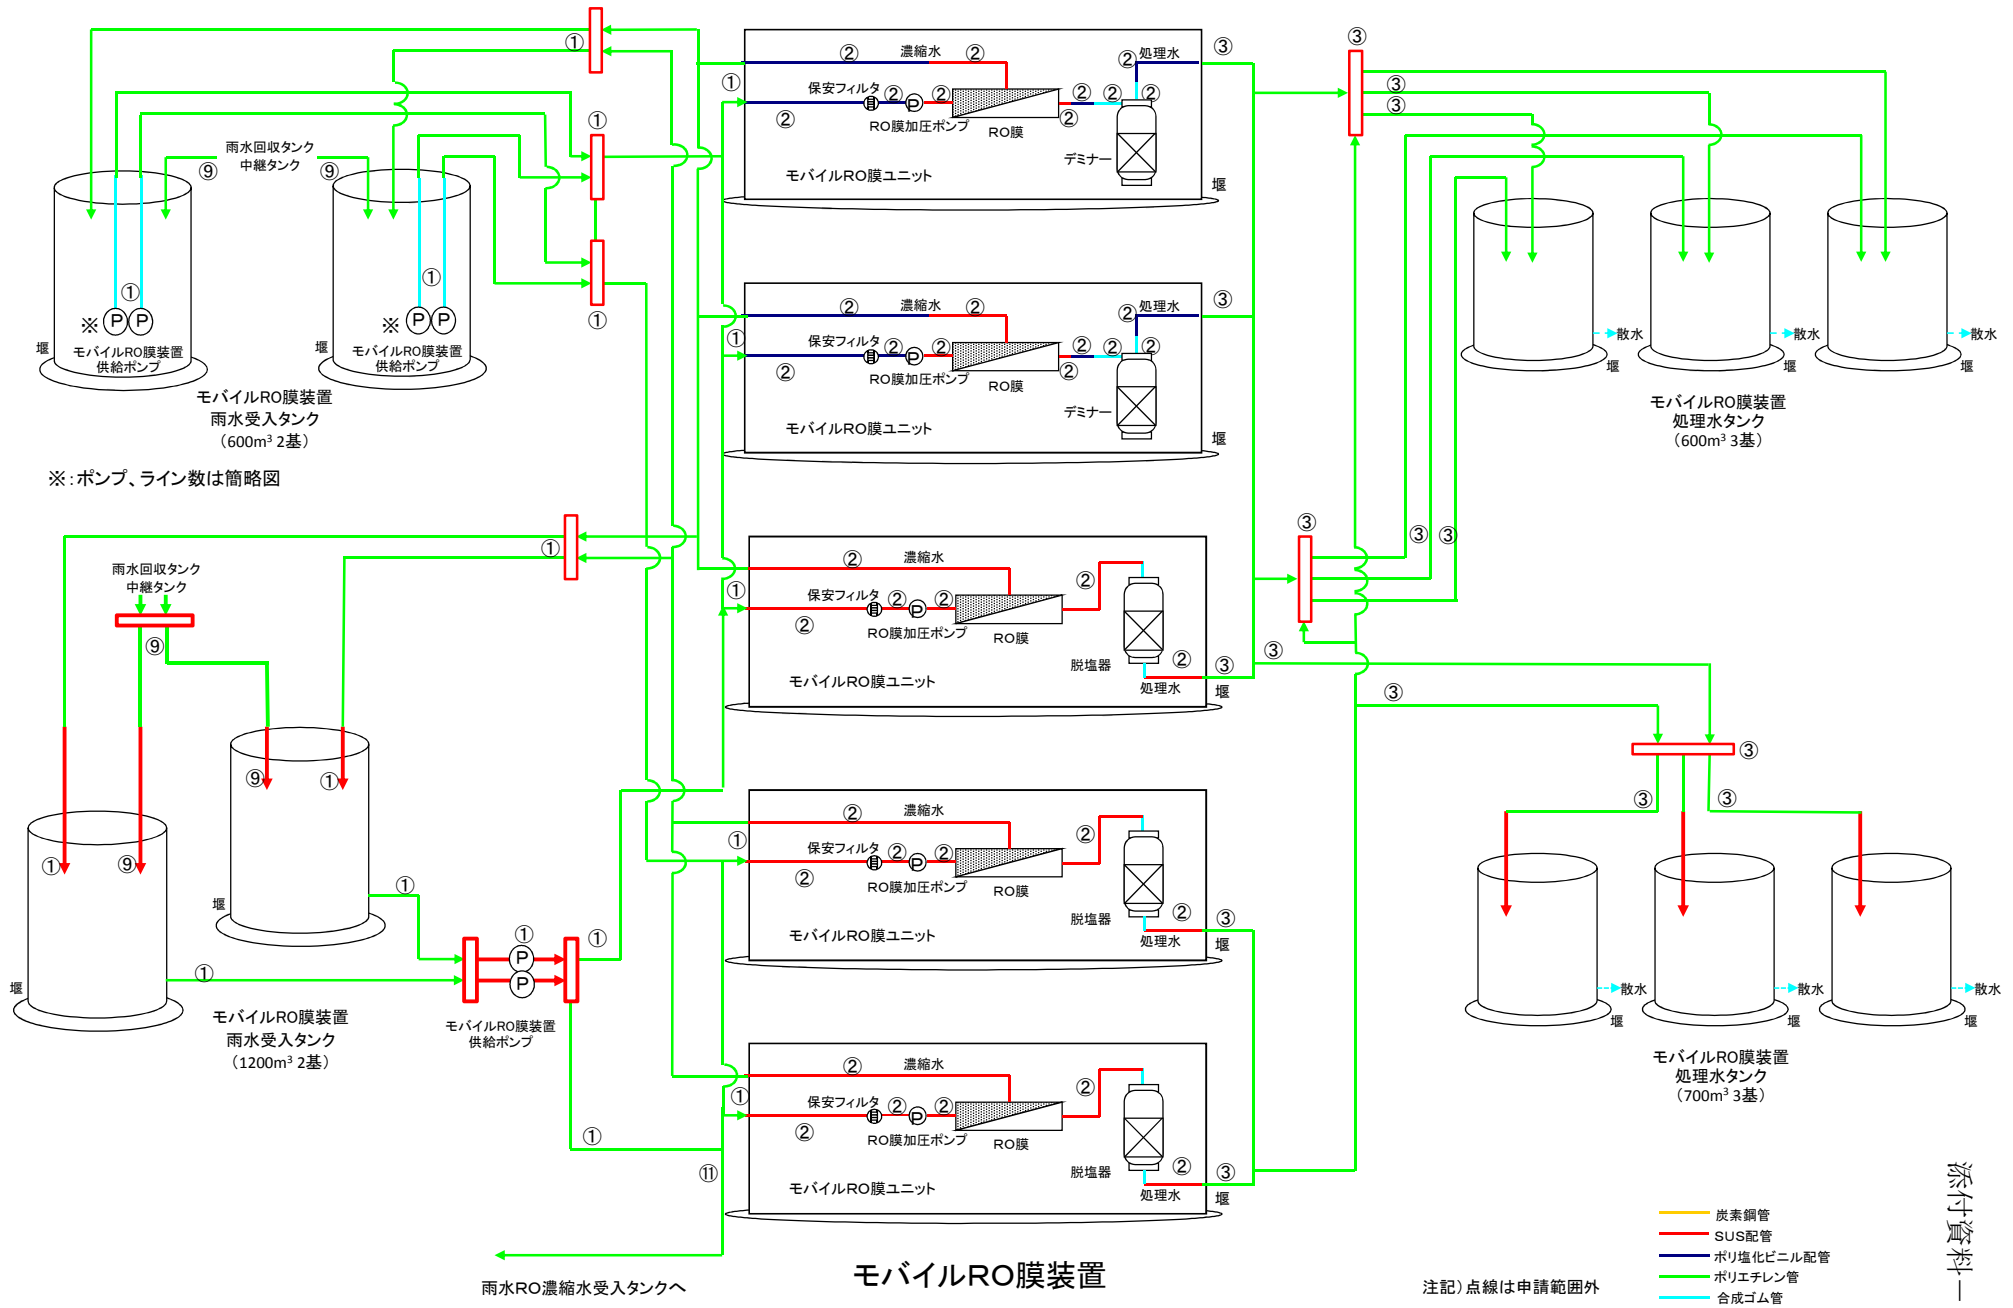 ①
①
①
①
①
①
雨水回収タンク
中継タンク
⑨
⑨
※
P
P
※
P
P
モバイルRO膜装置
供給ポンプ
モバイルRO膜装置
供給ポンプ
堰
堰
モバイルRO膜装置
雨水受入タンク
（600m³ 2基）
※：ポンプ、ライン数は簡略図
①
雨水回収タンク
中継タンク
⑨
⑨
①
①
⑨
堰
堰
①
①
①
P
P
①
モバイルRO膜装置
供給ポンプ
モバイルRO膜装置
雨水受入タンク
（1200m³ 2基）
①
⑪
雨水RO濃縮水受入タンクへ
② 濃縮水 ② ② 処理水 ③
① 保安フィルタ ② P ② ② ② ②
② RO膜加圧ポンプ RO膜 ②
デミナー
モバイルRO膜ユニット 堰
② 濃縮水 ② ② 処理水 ③
① 保安フィルタ ② P ② ② ② ②
② RO膜加圧ポンプ RO膜 ②
デミナー
モバイルRO膜ユニット 堰
② 濃縮水 ②
① 保安フィルタ ② P ②
② RO膜加圧ポンプ RO膜
脱塩器 ② ③
モバイルRO膜ユニット 処理水 堰
② 濃縮水 ②
① 保安フィルタ ② P ②
② RO膜加圧ポンプ RO膜
脱塩器 ② ③
モバイルRO膜ユニット 処理水 堰
② 濃縮水 ②
① 保安フィルタ ② P ②
② RO膜加圧ポンプ RO膜
脱塩器 ② ③
モバイルRO膜ユニット 処理水 堰
モバイルRO膜装置
③
③
③
散水
散水
散水
堰
堰
堰
モバイルRO膜装置
処理水タンク
（600m³ 3基）
③
③
③
③
③
③
③
③
散水
散水
散水
堰
堰
堰
モバイルRO膜装置
処理水タンク
（700m³ 3基）
炭素鋼管
SUS配管
ポリ塩化ビニル配管
ポリエチレン管
合成ゴム管
注記）点線は申請範囲外
添付資料－